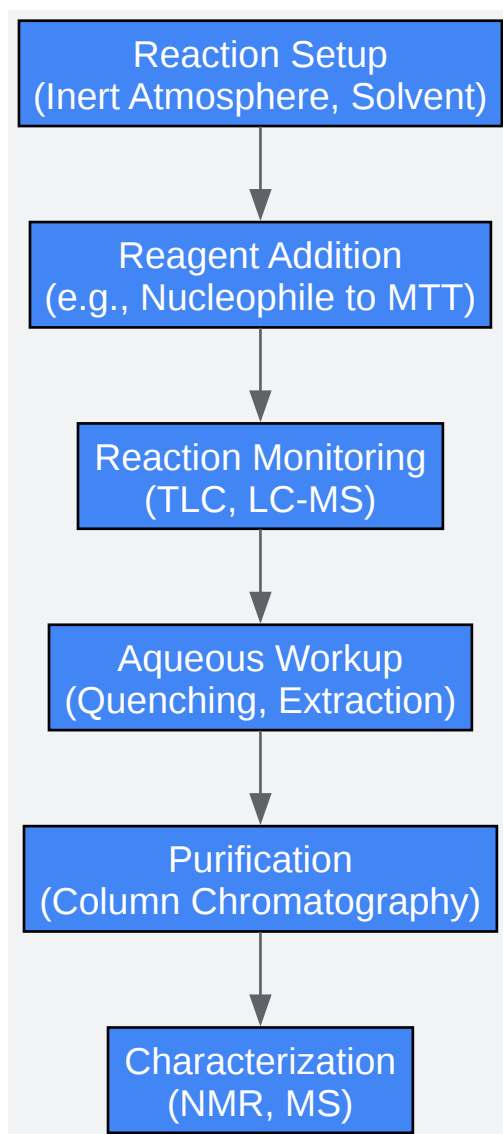 Reaction Setup
(Inert Atmosphere, Solvent)
Reagent Addition
(e.g., Nucleophile to MTT)
Reaction Monitoring
(TLC, LC-MS)
Aqueous Workup
(Quenching, Extraction)
Purification
(Column Chromatography)
Characterization
(NMR, MS)